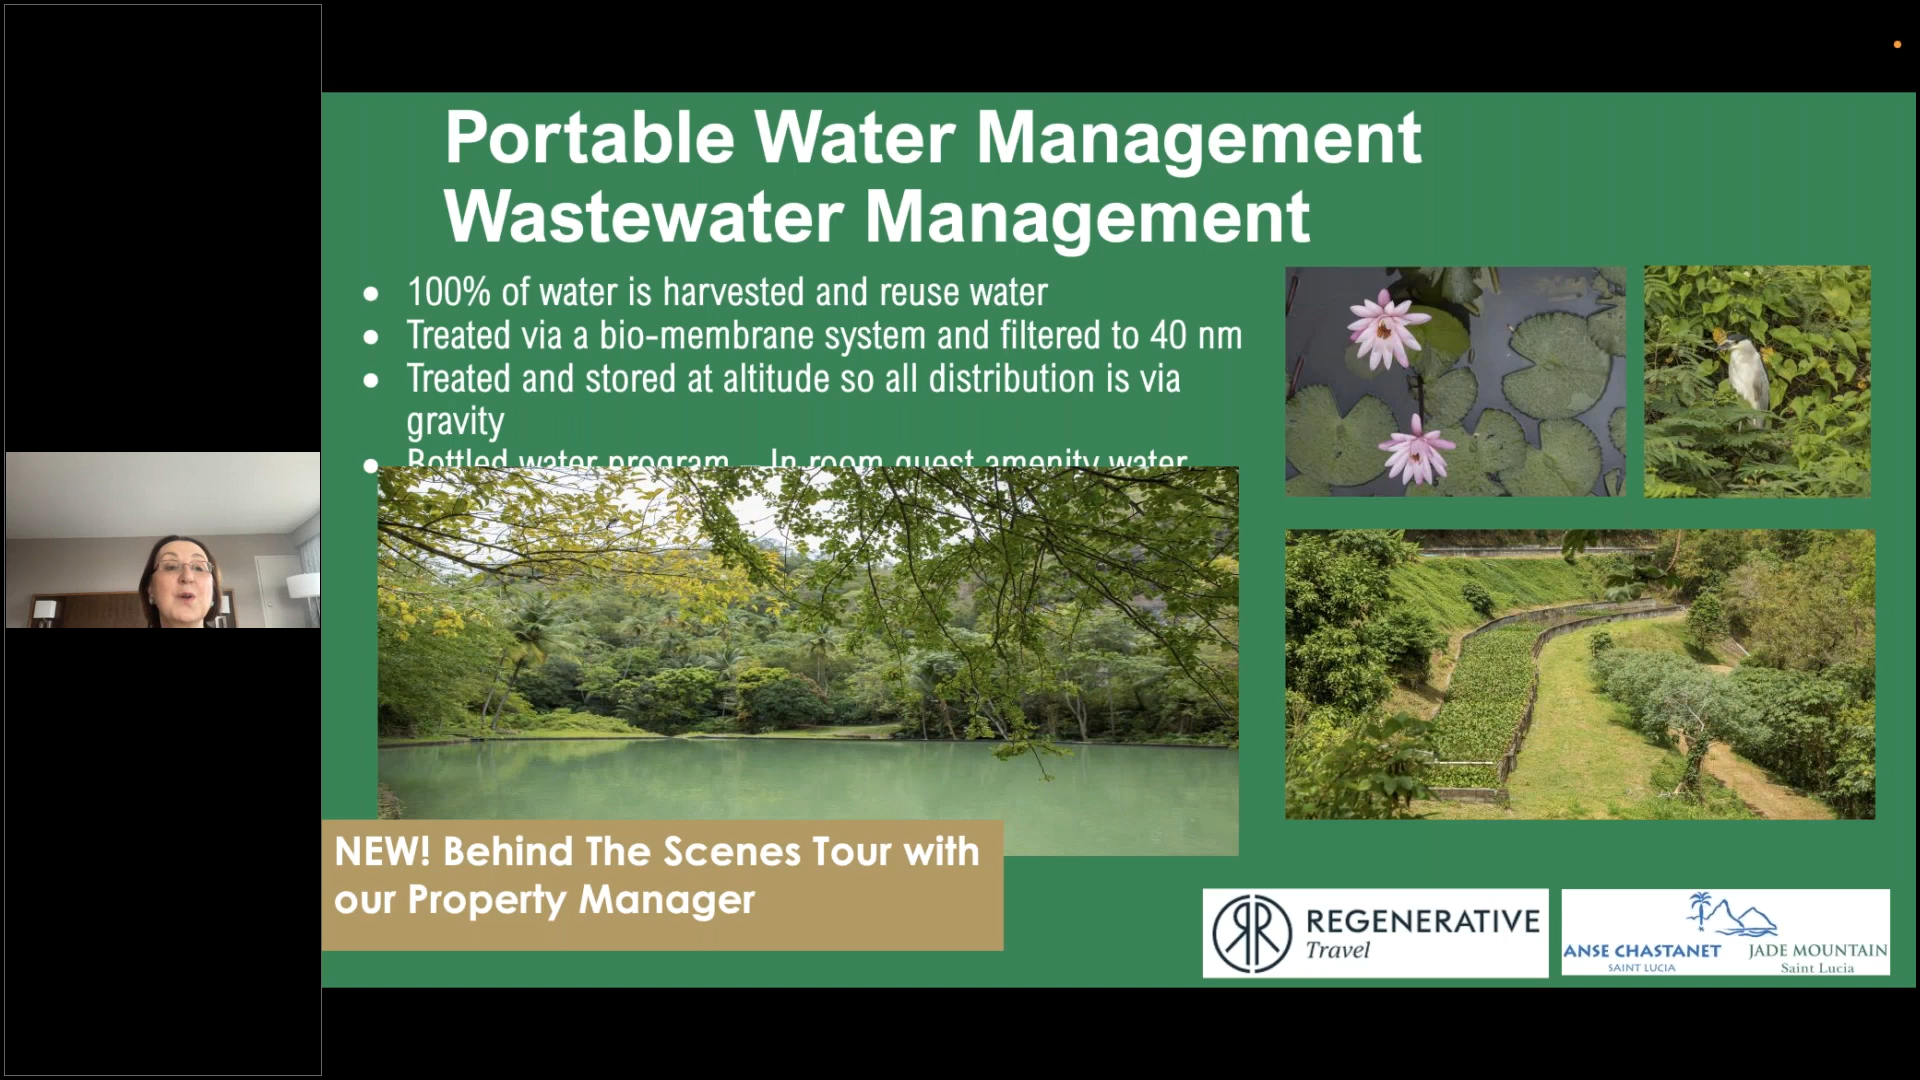 Portable Water Management
Wastewater Management
● 100% of water is harvested and reuse water
● Treated via a bio-membrane system and filtered to 40 nm
● Treated and stored at altitude so all distribution is via
gravity
● Bottled water program In room guest amenity water
NEW! Behind The Scenes Tour with
our Property Manager
RR REGENERATIVE
Travel
ANSE CHASTANET
SAINT LUCIA
JADE MOUNTAIN
Saint Lucia